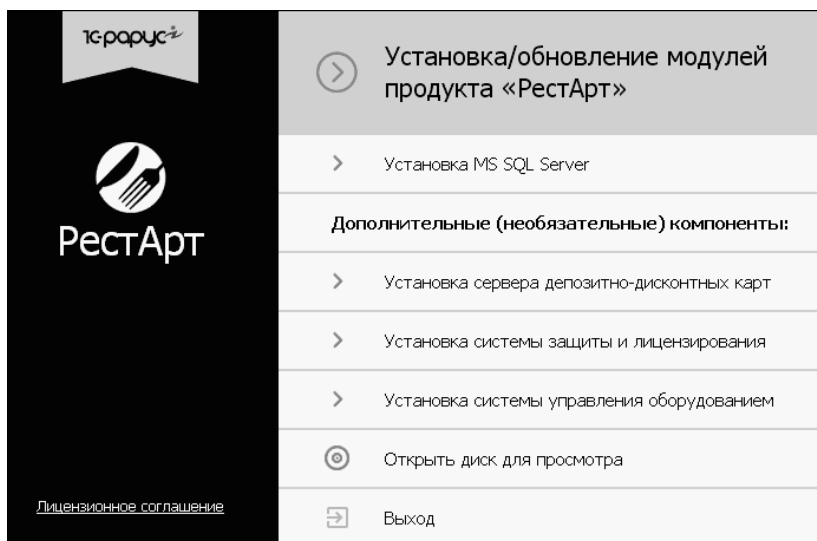 1С-рарус
РестАрт
Лицензионное соглашение
Установка/обновление модулей
продукта «РестАрт»
Установка MS SQL Server
Дополнительные (необязательные) компоненты:
Установка сервера депозитно-дисконтных карт
Установка системы защиты и лицензирования
Установка системы управления оборудованием
Открыть диск для просмотра
Выход